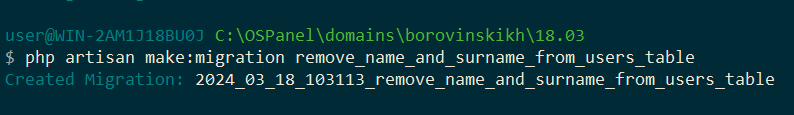 user@WIN-2AM1J18BU0J C:\OSPanel\domains\borovinskikh\18.03
$ php artisan make:migration remove_name_and_surname_from_users_table
Created Migration: 2024_03_18_103113_remove_name_and_surname_from_users_table